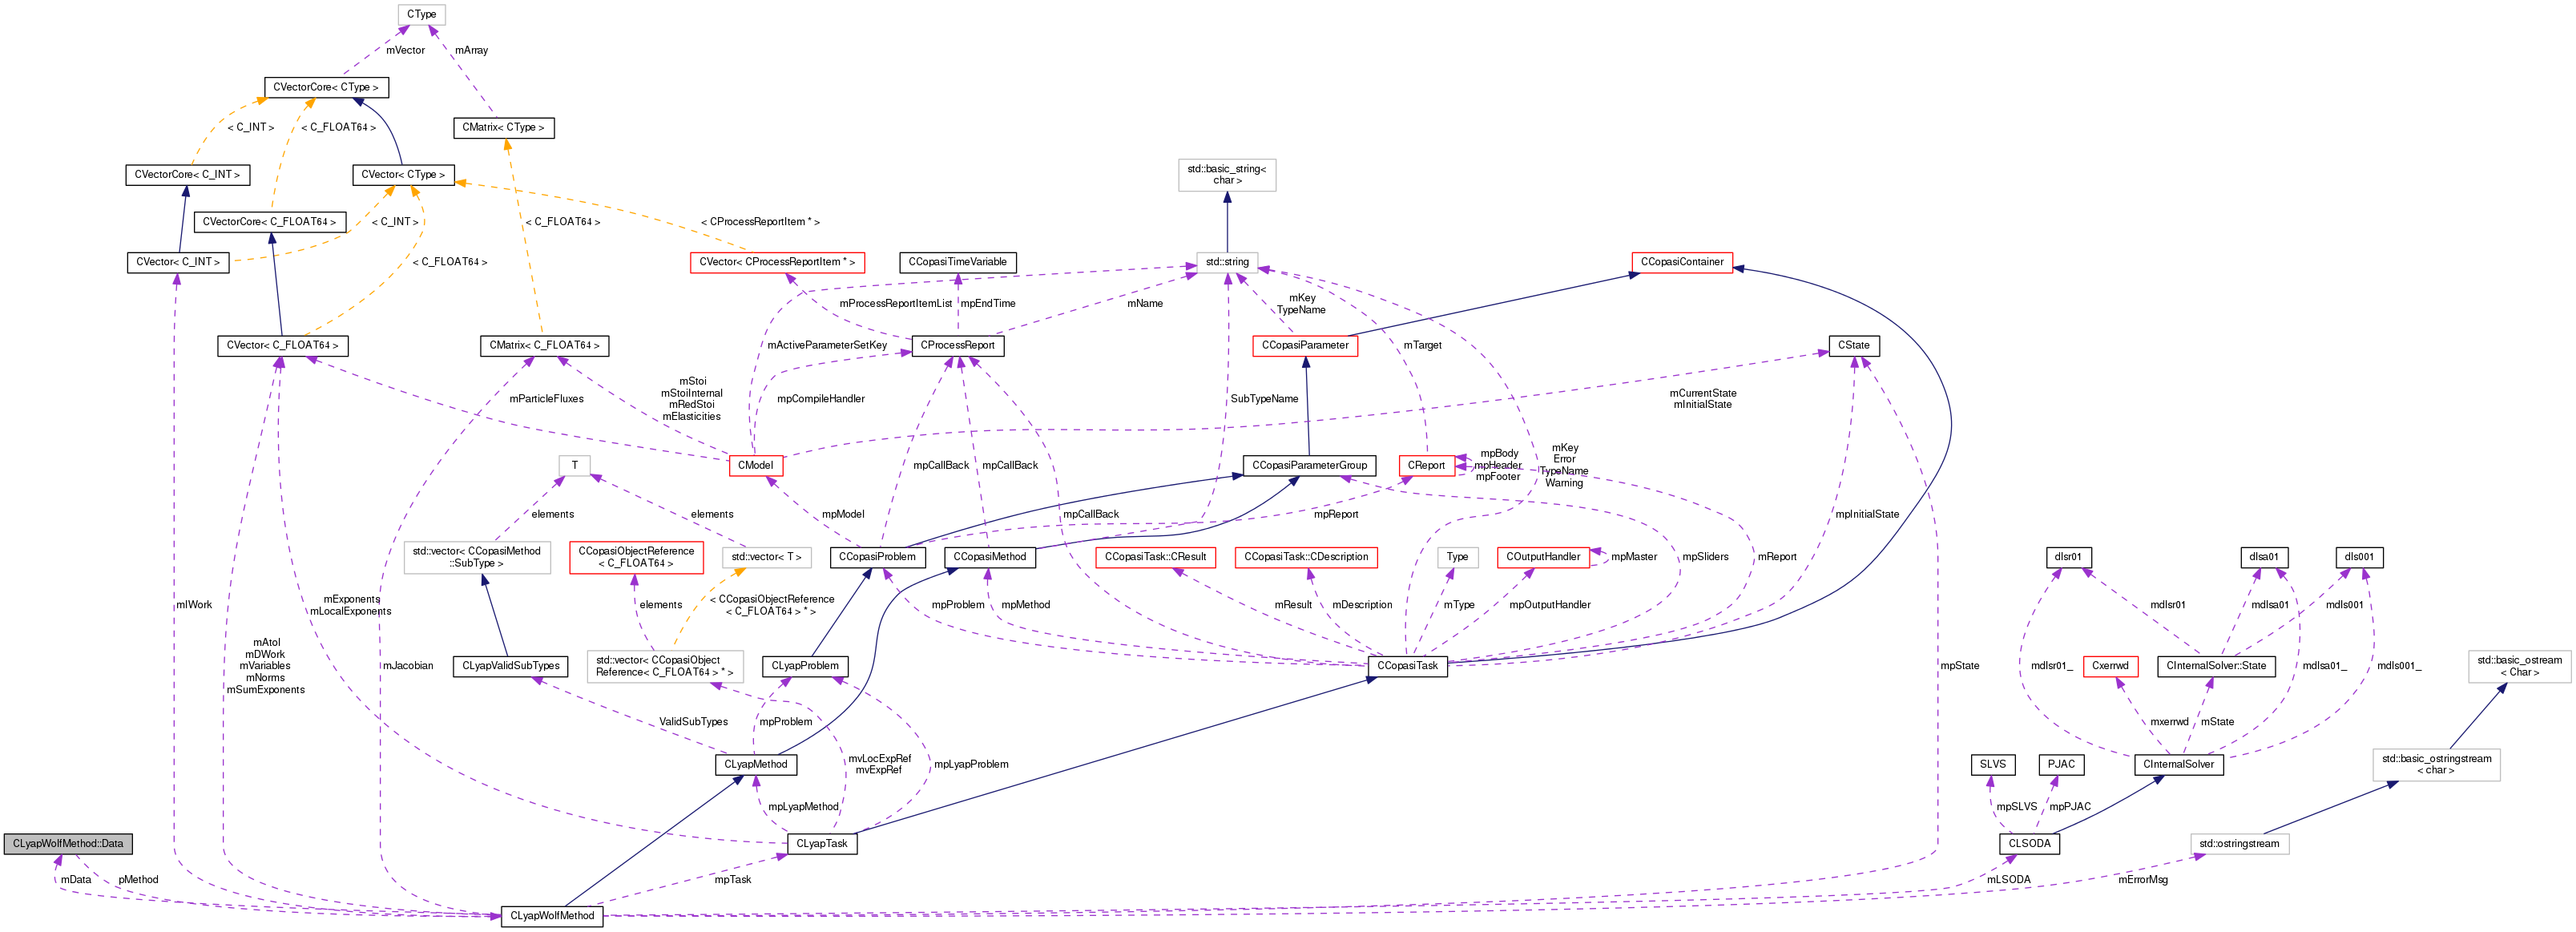 CType
mVector
mArray
CVectorCore< CType >
CMatrix< CType >
< C_INT >
< C_FLOAT64 >
CVectorCore< C_INT >
CVector< CType >
std::basic_string<
char >
CVectorCore< C_FLOAT64 >
< C_INT >
< C_FLOAT64 >
< CProcessReportItem * >
CVector< C_INT >
< C_FLOAT64 >
CVector< CProcessReportItem * >
CCopasiTimeVariable
std::string
CCopasiContainer
mProcessReportItemList
mpEndTime
mName
mKey
TypeName
CVector< C_FLOAT64 >
CMatrix< C_FLOAT64 >
mActiveParameterSetKey
CProcessReport
CCopasiParameter
mTarget
CState
mParticleFluxes
mStoi
mStoiInternal
mRedStoi
mElasticities
mpCompileHandler
SubTypeName
mCurrentState
mInitialState
T
CModel
mpCallBack
mpCallBack
CCopasiParameterGroup
CReport
mpBody
mpHeader
mpFooter
mKey
Error
TypeName
Warning
elements
elements
mpModel
mpCallBack
mpReport
mpInitialState
std::vector< CCopasiMethod
::SubType >
CCopasiObjectReference
< C_FLOAT64 >
std::vector< T >
CCopasiProblem
CCopasiMethod
CCopasiTask::CResult
CCopasiTask::CDescription
Type
COutputHandler
mpMaster
mpSliders
mReport
dlsr01
dlsa01
dls001
mIWork
mExponents
mLocalExponents
elements
< CCopasiObjectReference
< C_FLOAT64 > * >
mpProblem
mpMethod
mResult
mDescription
mType
mpOutputHandler
mdlsr01
mdlsa01
mdls001
mAtol
mDWork
mVariables
mNorms
mSumExponents
mJacobian
CLyapValidSubTypes
std::vector< CCopasiObject
Reference< C_FLOAT64 > * >
CLyapProblem
CCopasiTask
mpState
mdlsr01_
Cxerrwd
CInternalSolver::State
mdlsa01_
mdls001_
std::basic_ostream
< Char >
ValidSubTypes
mpProblem
mxerrwd
mState
CLyapMethod
mvLocExpRef
mvExpRef
mpLyapProblem
SLVS
PJAC
CInternalSolver
std::basic_ostringstream
< char >
mpLyapMethod
mpSLVS
mpPJAC
CLyapWolfMethod::Data
CLyapTask
CLSODA
std::ostringstream
mData
pMethod
mpTask
mLSODA
mErrorMsg
CLyapWolfMethod